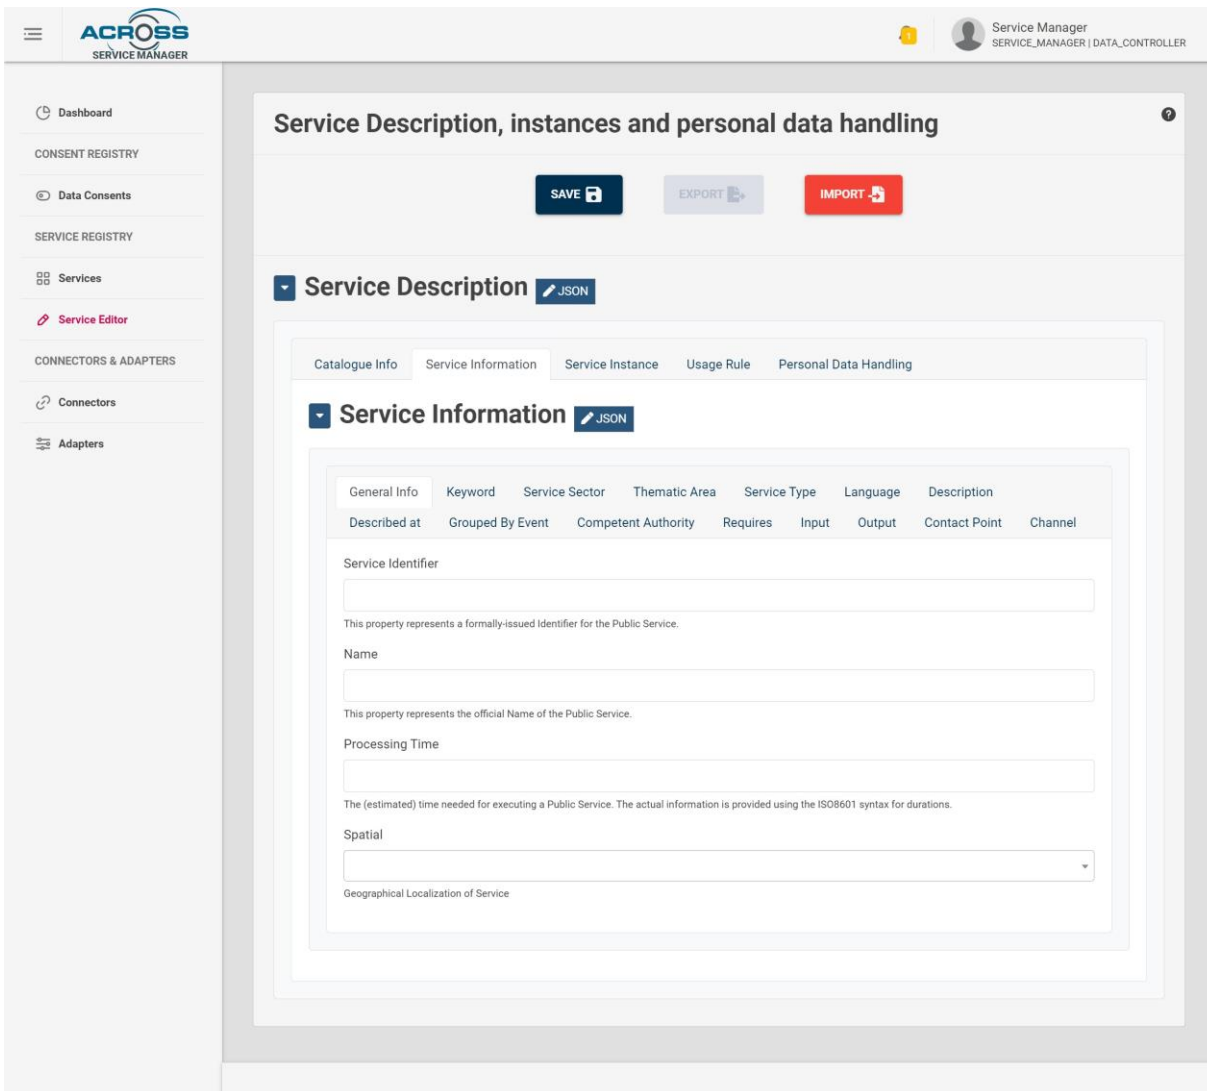 ACROSS
SERVICE MANAGER
1
Service Manager
SERVICE_MANAGER | DATA_CONTROLLER
Dashboard
CONSENT REGISTRY
Data Consents
SERVICE REGISTRY
Services
Service Editor
CONNECTORS & ADAPTERS
Connectors
Adapters
Service Description, instances and personal data handling
?
SAVE EXPORT IMPORT
Service Description JSON
Catalogue Info Service Information Service Instance Usage Rule Personal Data Handling
Service Information JSON
General Info Keyword Service Sector Thematic Area Service Type Language Description
Described at Grouped By Event Competent Authority Requires Input Output Contact Point Channel
Service Identifier
This property represents a formally-issued Identifier for the Public Service.
Name
This property represents the official Name of the Public Service.
Processing Time
The (estimated) time needed for executing a Public Service. The actual information is provided using the ISO8601 syntax for durations.
Spatial
Geographical Localization of Service